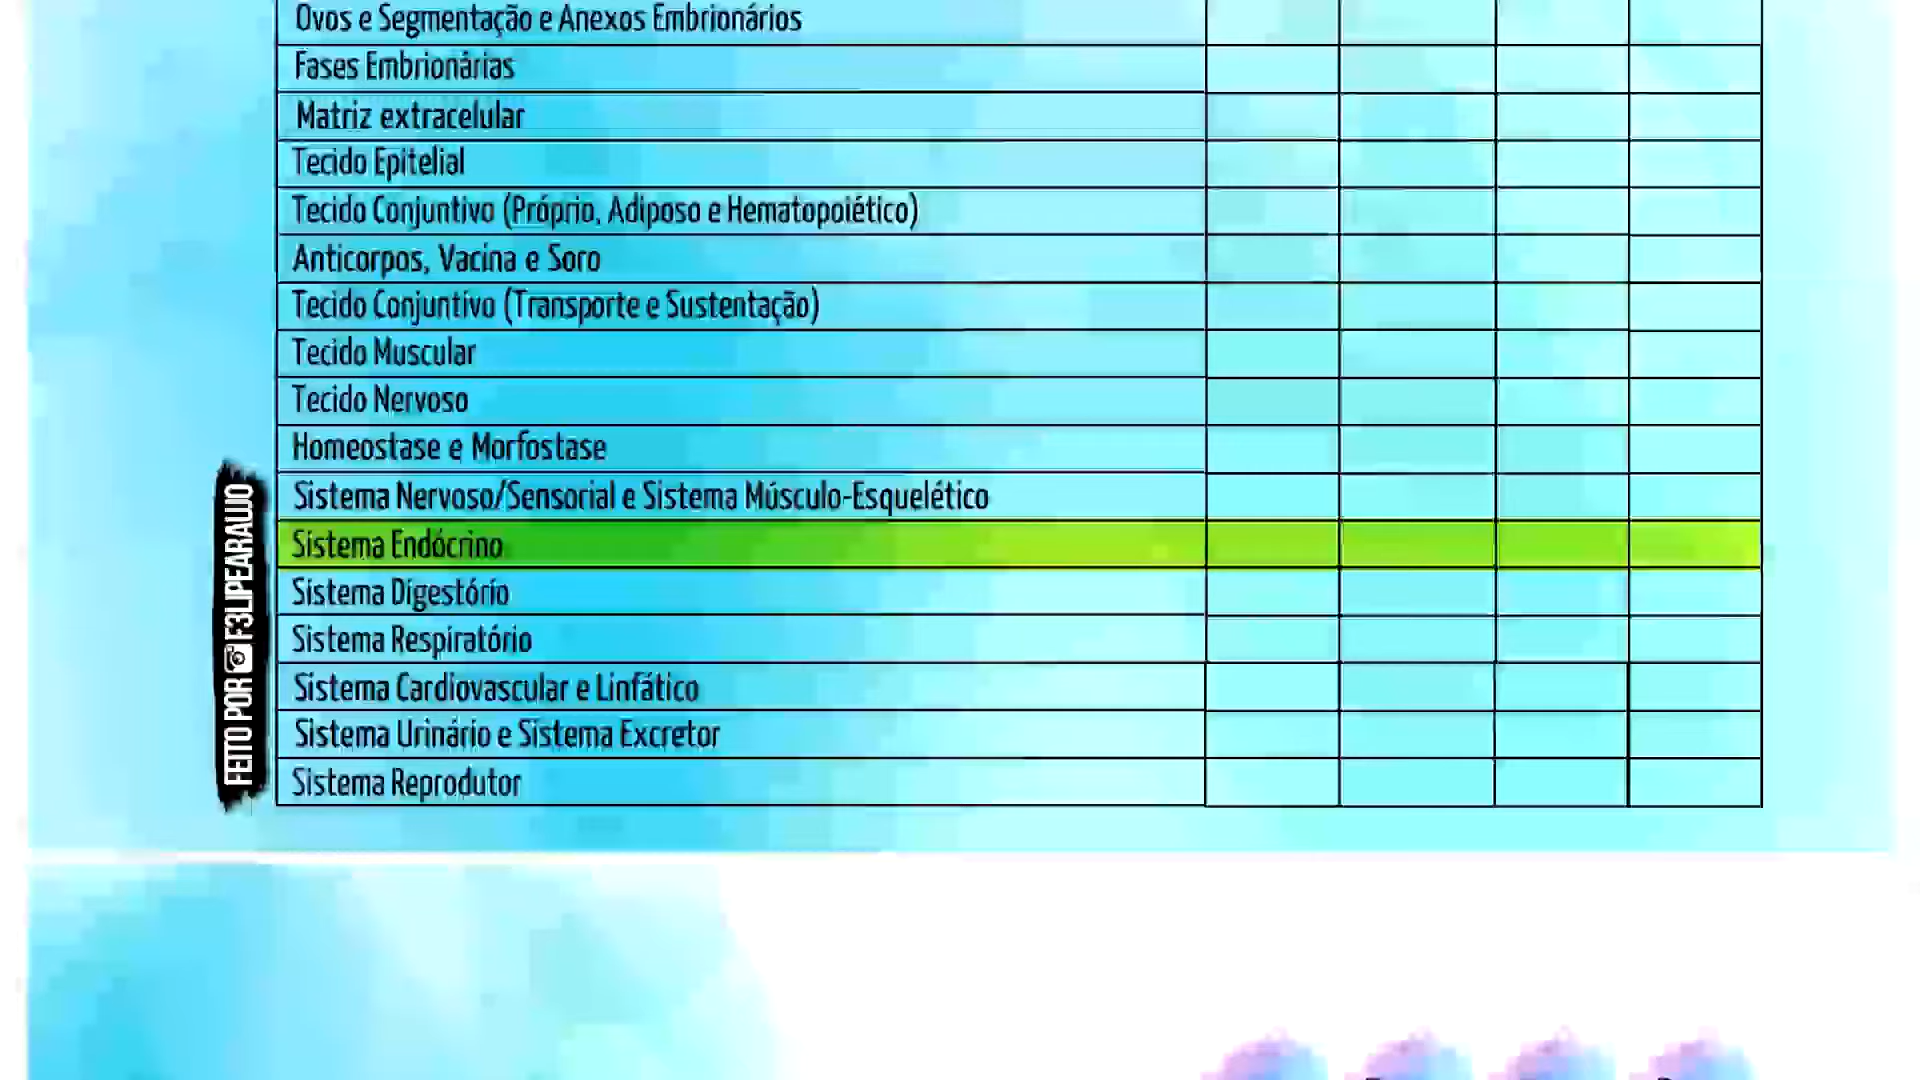 Ovos e Segmentação e Anexos Embrionários
Fases Embrionárias
Matriz extracelular
Tecido Epitelial
Tecido Conjuntivo (Próprio, Adiposo e Hematopoiético)
Anticorpos, Vacina e Soro
Tecido Conjuntivo (Transporte e Sustentação)
Tecido Muscular
Tecido Nervoso
Homeostase e Morfostase
Sistema Nervoso/Sensorial e Sistema Músculo-Esquelético
Sistema Endócrino
Sistema Digestório
Sistema Respiratório
Sistema Cardiovascular e Linfático
Sistema Urinário e Sistema Excretor
Sistema Reprodutor
FEITO POR F3LIPEARAUJO